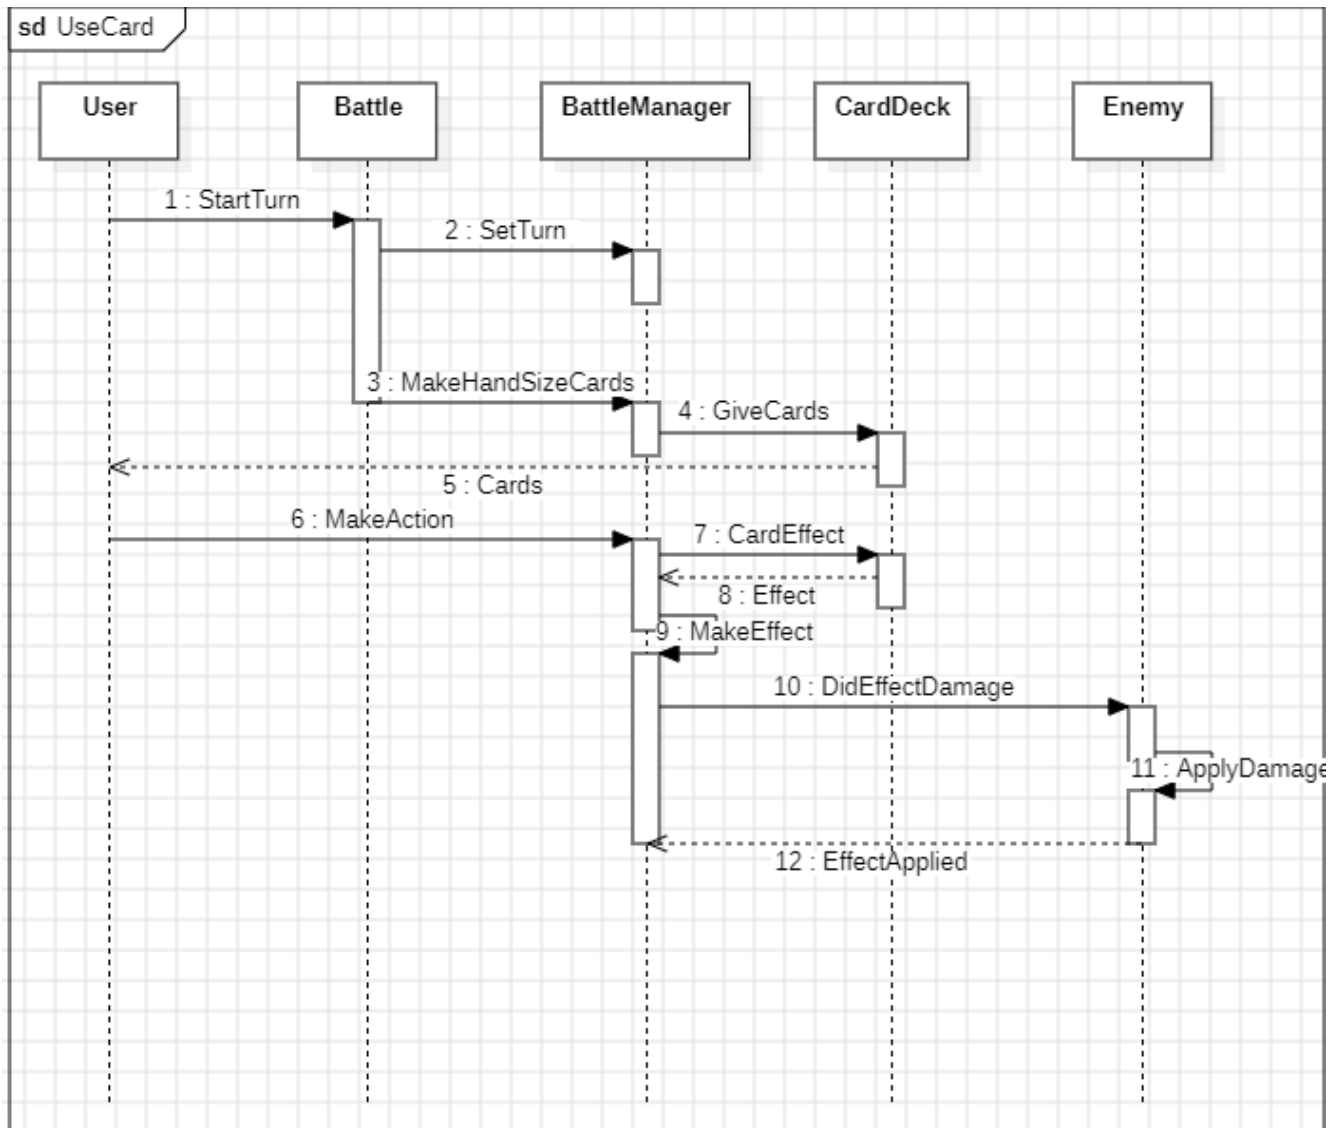 sd UseCard
User
Battle
BattleManager
CardDeck
Enemy
1 : StartTurn
2 : SetTurn
3 : MakeHandSizeCards
4 : GiveCards
5 : Cards
6 : MakeAction
7 : CardEffect
8 : Effect
9 : MakeEffect
10 : DidEffectDamage
11 : ApplyDamage
12 : EffectApplied